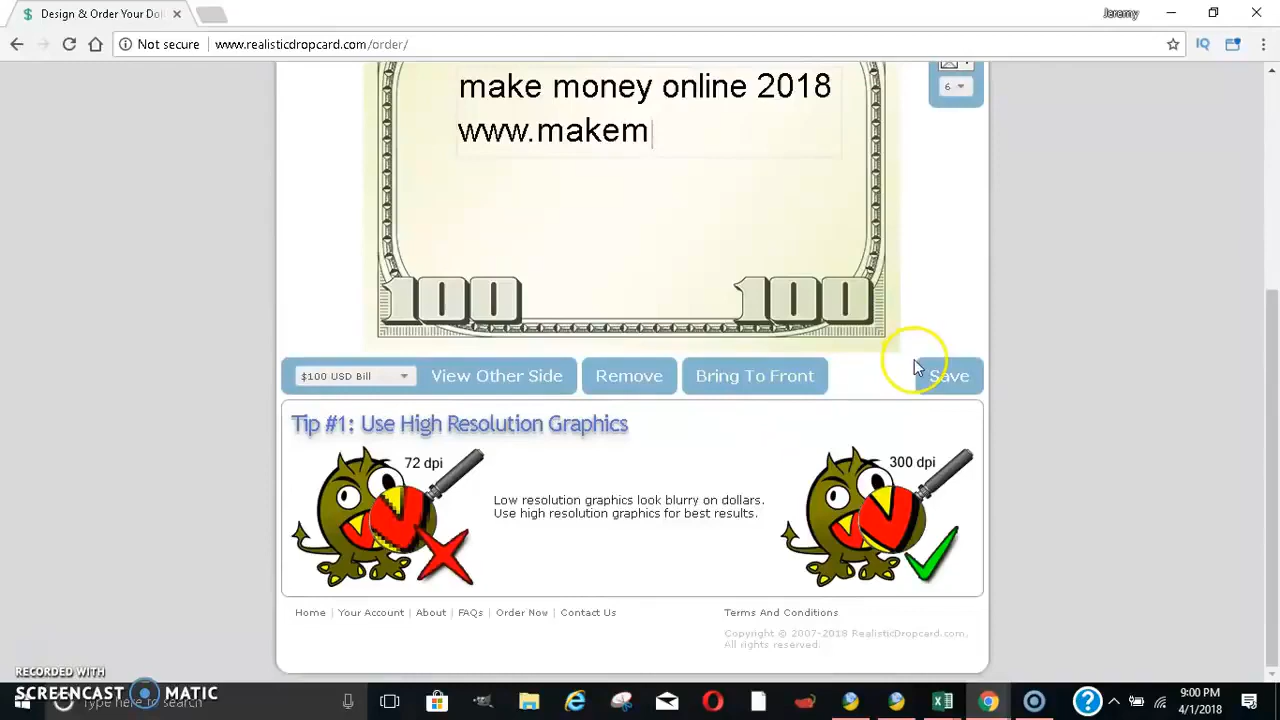 Design & Order Your Dol
Jeremy
Not secure
www.realisticdropcard.com/order/
make money online 2018
www.makem
6
100
100
$100 USD Bill
View Other Side
Remove
Bring To Front
Save
Tip #1: Use High Resolution Graphics
72 dpi
Low resolution graphics look blurry on dollars.
Use high resolution graphics for best results.
300 dpi
Home | Your Account | About | FAQs | Order Now | Contact Us
Terms And Conditions
Copyright © 2007-2018 RealisticDropcard.com,
All rights reserved.
RECORDED WITH
SCREENCAST MATIC
Type here to search
9:00 PM
4/1/2018